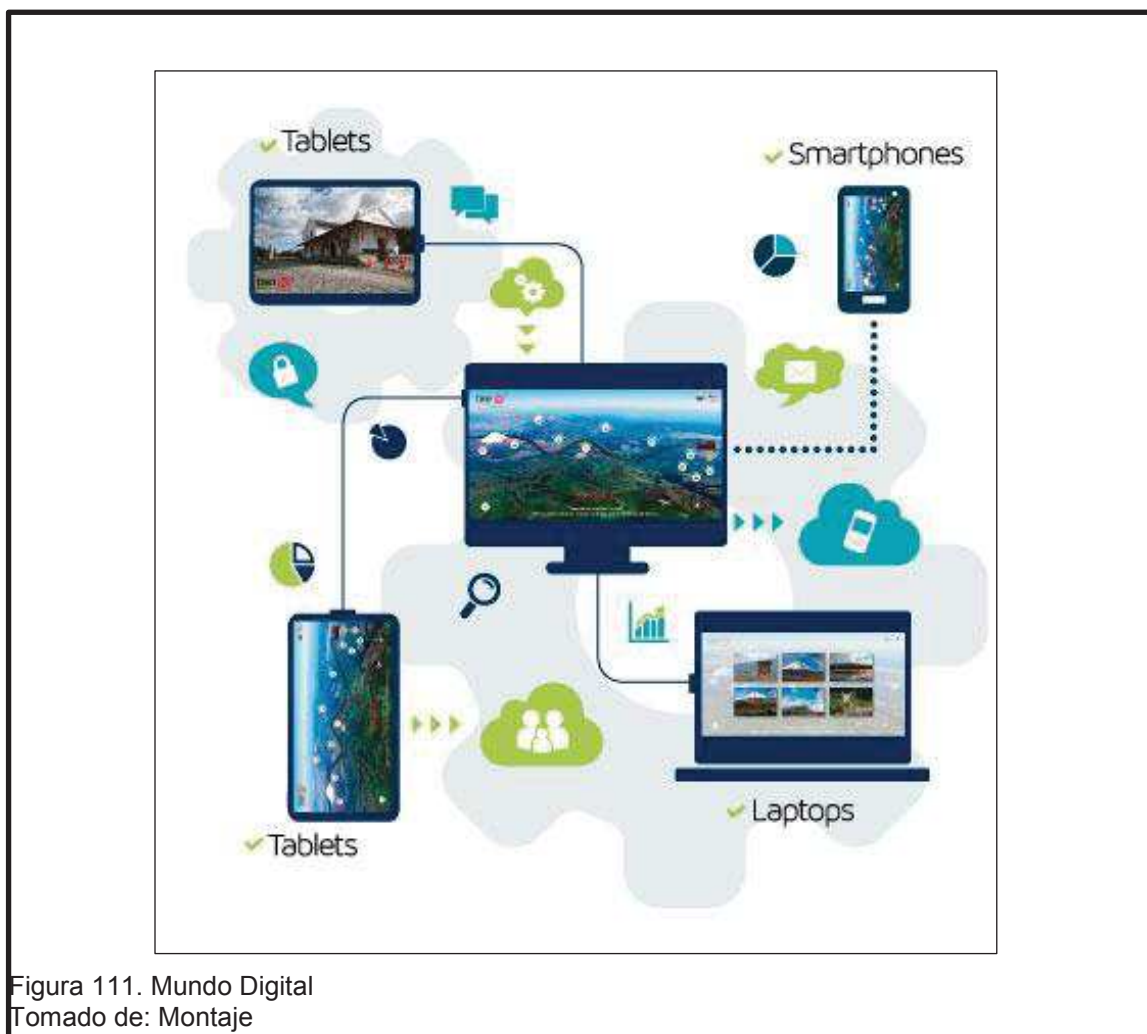 Tablets
Smartphones
Laptops
Tablets
Figura 111. Mundo Digital
Tomado de: Montaje